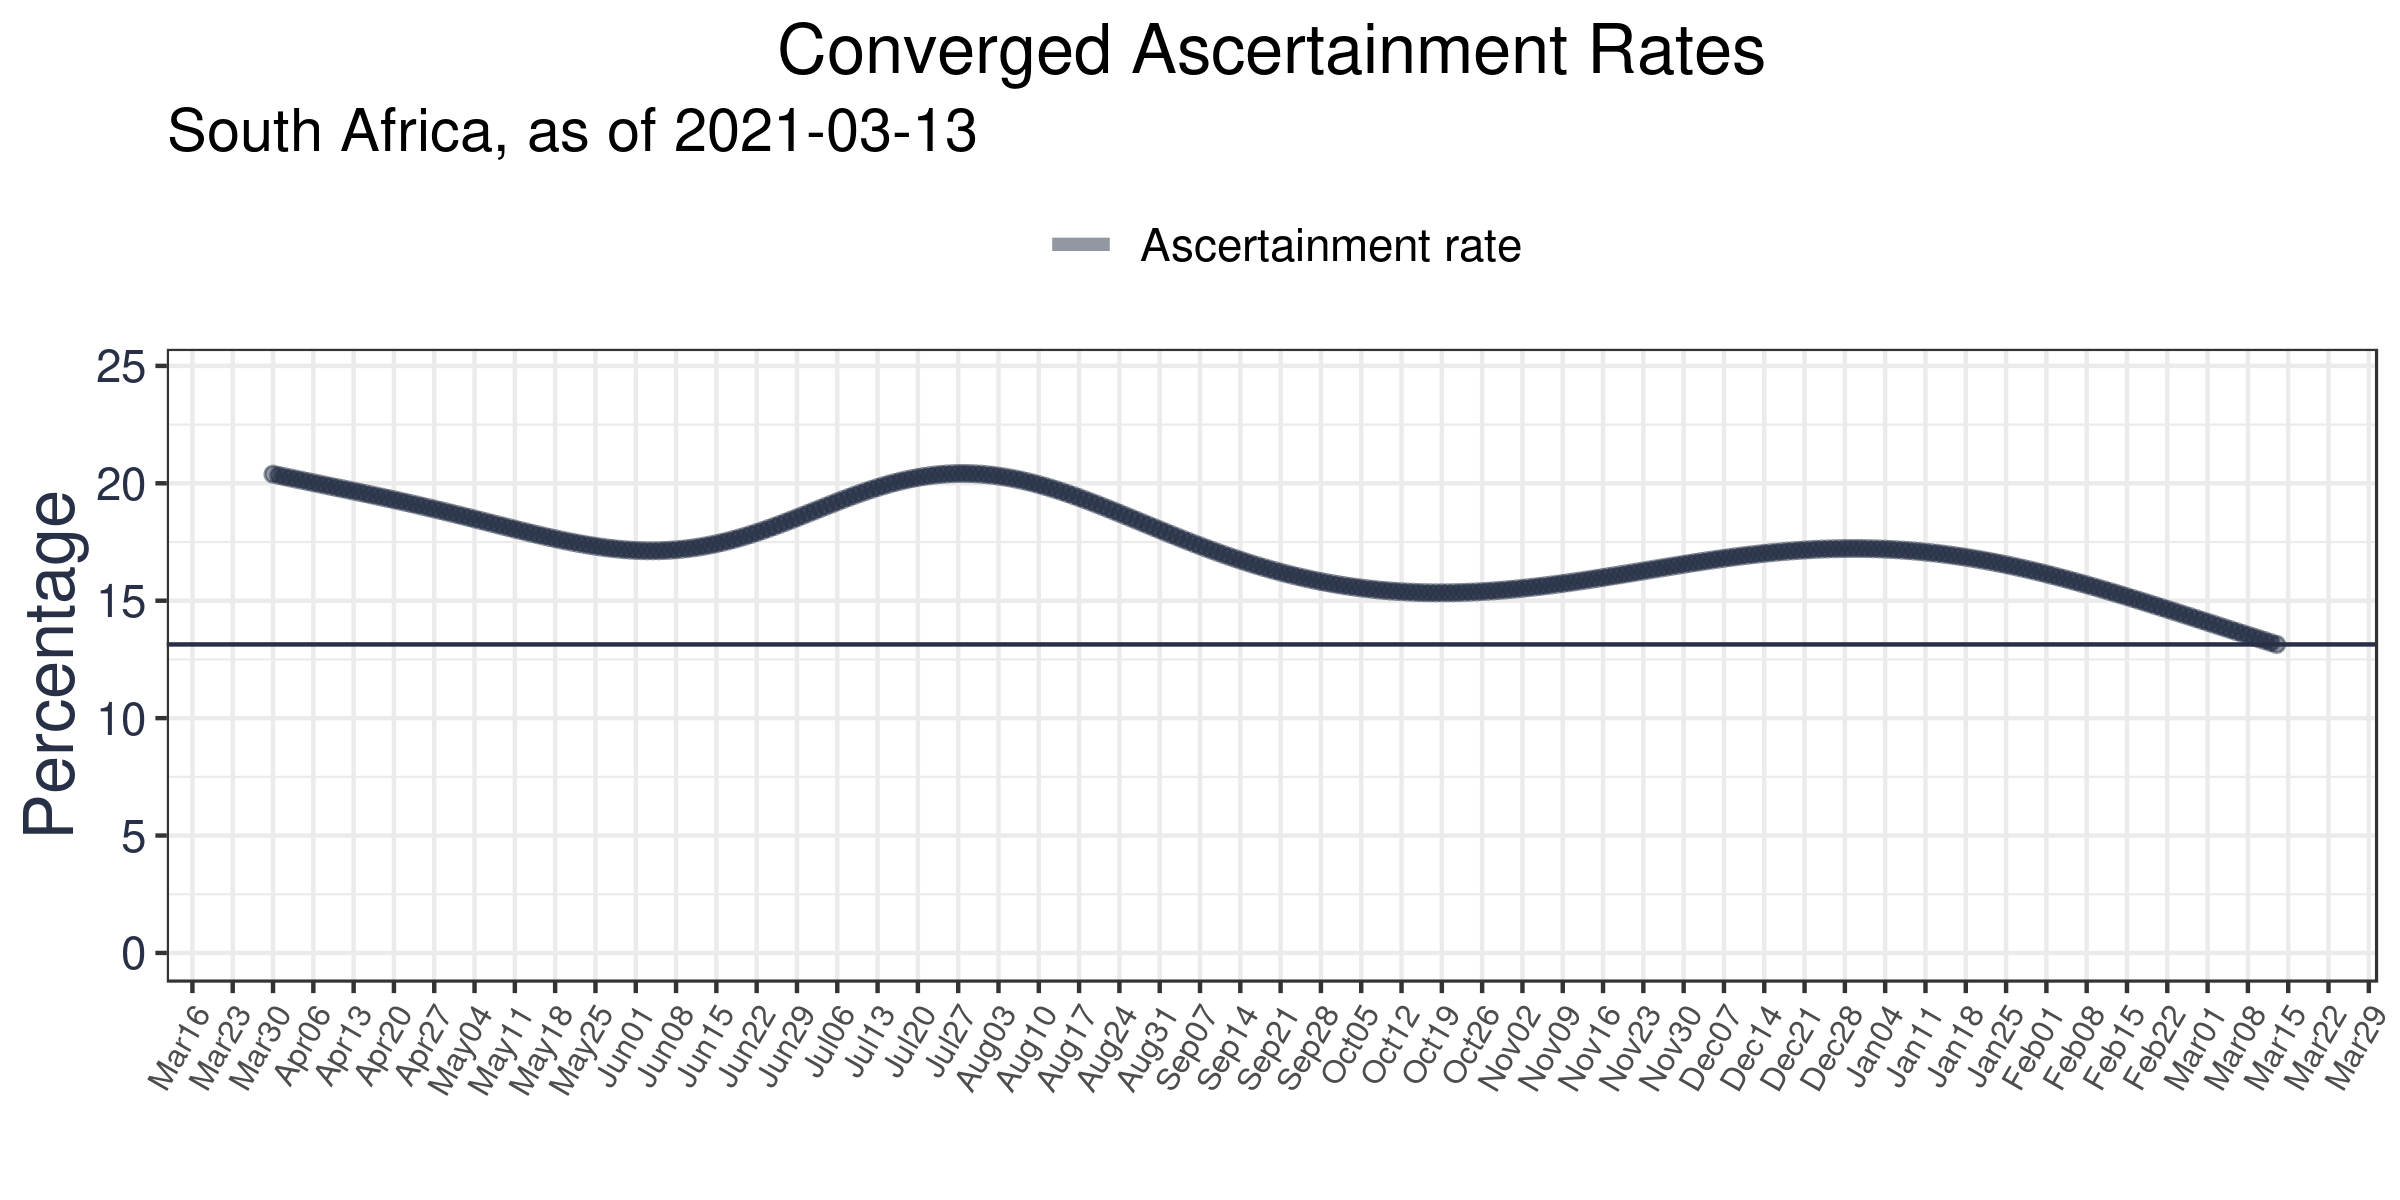 Converged Ascertainment Rates
South Africa, as of 2021-03-13
Ascertainment rate
Percentage
25
20
15
10
5
0
Mar16 Mar23 Mar30 Apr06 Apr13 Apr20 Apr27 May04 May11 May18 May25 Jun01 Jun08 Jun15 Jun22 Jun29 Jul06 Jul13 Jul20 Jul27 Aug03 Aug10 Aug17 Aug24 Aug31 Sep07 Sep14 Sep21 Sep28 Oct05 Oct12 Oct19 Oct26 Nov02 Nov09 Nov16 Nov23 Nov30 Dec07 Dec14 Dec21 Dec28 Jan04 Jan11 Jan18 Jan25 Feb01 Feb08 Feb15 Feb22 Mar01 Mar08 Mar15 Mar22 Mar29